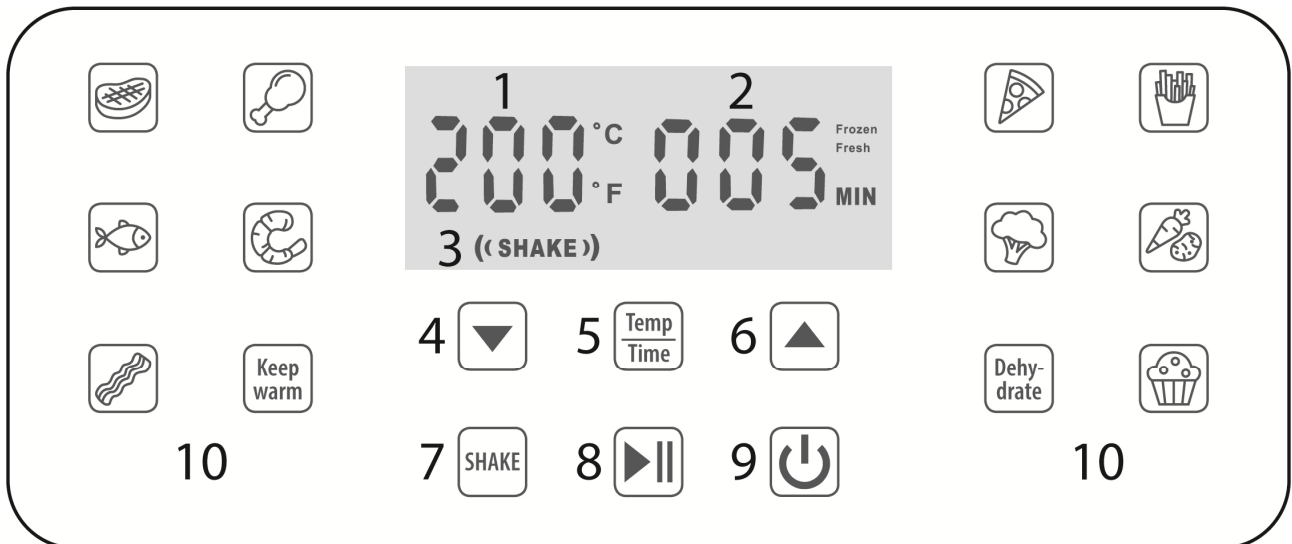 1 2
200 °C 005 Frozen
Fresh
°F MIN
3 ((SHAKE))
4 5 Temp 6
Time
Keep
warm
Dehy-
drate
10 7 SHAKE 8 9 10